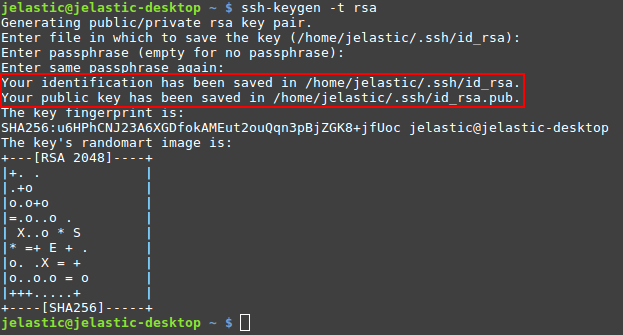 jelastic@jelastic-desktop ~ $ ssh-keygen -t rsa
Generating public/private rsa key pair.
Enter file in which to save the key (/home/jelastic/.ssh/id_rsa):
Enter passphrase (empty for no passphrase):
Enter same passphrase again:
Your identification has been saved in /home/jelastic/.ssh/id_rsa.
Your public key has been saved in /home/jelastic/.ssh/id_rsa.pub.
The key fingerprint is:
SHA256:u6HPhCNJ23A6XGDfokAMEut2ouQqn3pBjZGK8+jfUoc jelastic@jelastic-desktop
The key's randomart image is:
+---[RSA 2048]----+
|+. .             |
|.+o              |
|o.o+o            |
|=.o..o .         |
| X..o * S        |
|* =+ E + .       |
|o. .X = +        |
|o..o.o = o       |
|+++.....+        |
+----[SHA256]-----+
jelastic@jelastic-desktop ~ $